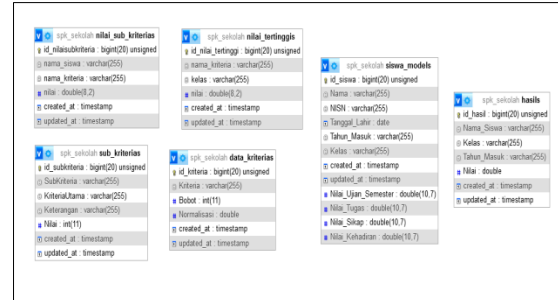 spk_sekolah nilai_sub_kriterias
id_nilaisubkriteria : bigint(20) unsigned
nama_siswa : varchar(255)
nama_kriteria : varchar(255)
nilai : double(8,2)
created_at : timestamp
updated_at : timestamp
spk_sekolah nilai_tertinggis
id_nilai_tertinggi : bigint(20) unsigned
nama_kriteria : varchar(255)
kelas : varchar(255)
nilai : double(8,2)
created_at : timestamp
updated_at : timestamp
spk_sekolah siswa_models
id_siswa : bigint(20) unsigned
Nama : varchar(255)
NISN : varchar(255)
Tanggal_Lahir : date
Tahun_Masuk : varchar(255)
Kelas : varchar(255)
created_at : timestamp
updated_at : timestamp
Nilai_Ujian_Semester : double(10,7)
Nilai_Tugas : double(10,7)
Nilai_Sikap : double(10,7)
Nilai_Kehadiran : double(10,7)
spk_sekolah hasils
id_hasil : bigint(20) unsigned
Nama_Siswa : varchar(255)
Kelas : varchar(255)
Tahun_Masuk : varchar(255)
Nilai : double
created_at : timestamp
updated_at : timestamp
spk_sekolah sub_kriterias
id_subkriteria : bigint(20) unsigned
SubKriteria : varchar(255)
KriteriaUtama : varchar(255)
Keterangan : varchar(255)
Nilai : int(11)
created_at : timestamp
updated_at : timestamp
spk_sekolah data_kriterias
id_kriteria : bigint(20) unsigned
Kriteria : varchar(255)
Bobot : int(11)
Normalisasi : double
created_at : timestamp
updated_at : timestamp